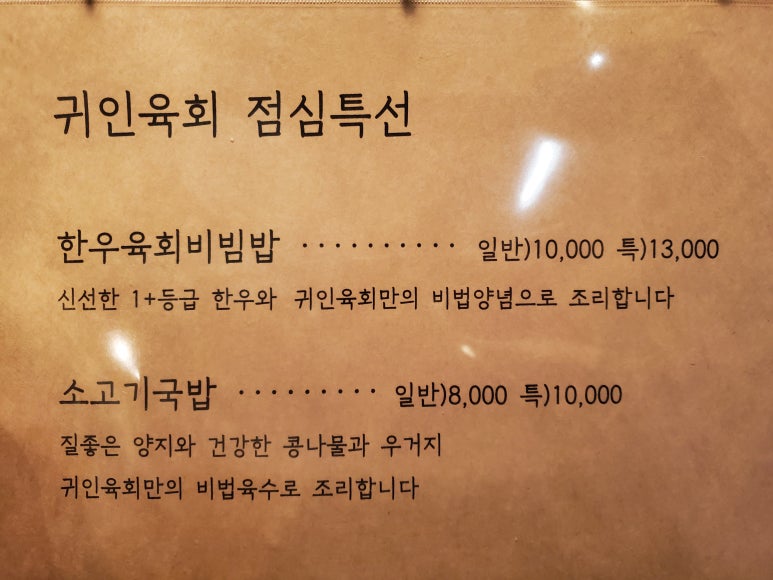 귀인육회 점심특선
한우육회비빔밥 ·········· 일반)10,000 특)13,000
신선한 1+등급 한우와 귀인육회만의 비법양념으로 조리합니다
소고기국밥 ········· 일반)8,000 특)10,000
질좋은 양지와 건강한 콩나물과 우거지
귀인육회만의 비법육수로 조리합니다